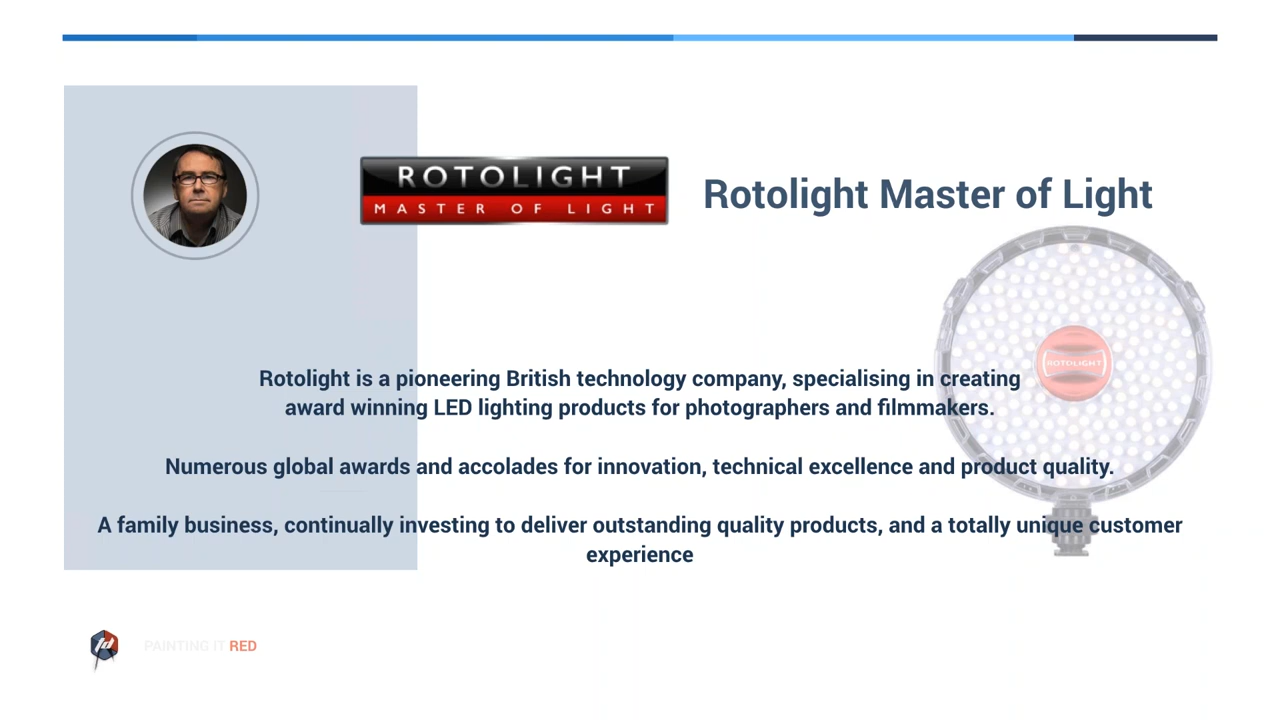 ROTOLIGHT
MASTER OF LIGHT
Rotolight Master of Light
ROTOLIGHT
Rotolight is a pioneering British technology company, specialising in creating
award winning LED lighting products for photographers and filmmakers.
Numerous global awards and accolades for innovation, technical excellence and product quality.
A family business, continually investing to deliver outstanding quality products, and a totally unique customer
experience
PAINTING IT RED